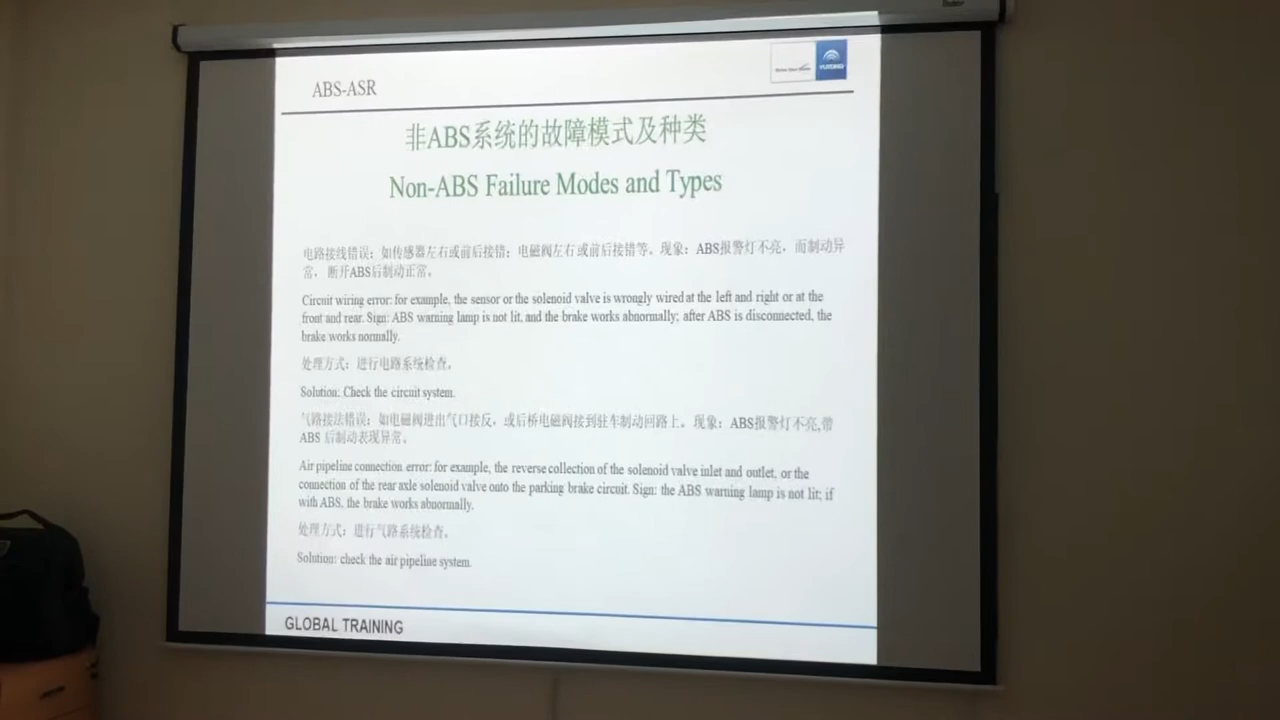 ABS-ASR
YUTONG
非ABS系统的故障模式及种类
Non-ABS Failure Modes and Types
电路接线错误：如传感器左右或前后接错；电磁阀左右或前后接错等。现象：ABS报警灯不亮，而制动异
常，断开ABS后制动正常。
Circuit wiring error: for example, the sensor or the solenoid valve is wrongly wired at the left and right or at the
front and rear. Sign: ABS warning lamp is not lit, and the brake works abnormally; after ABS is disconnected, the
brake works normally.
处理方式：进行电路系统检查。
Solution: Check the circuit system.
气路接法错误：如电磁阀进出气口接反，或后桥电磁阀接到驻车制动回路上。现象：ABS报警灯不亮,带
ABS 后制动表现异常。
Air pipeline connection error: for example, the reverse collection of the solenoid valve inlet and outlet, or the
connection of the rear axle solenoid valve onto the parking brake circuit. Sign: the ABS warning lamp is not lit; if
with ABS, the brake works abnormally.
处理方式：进行气路系统检查。
Solution: check the air pipeline system.
GLOBAL TRAINING